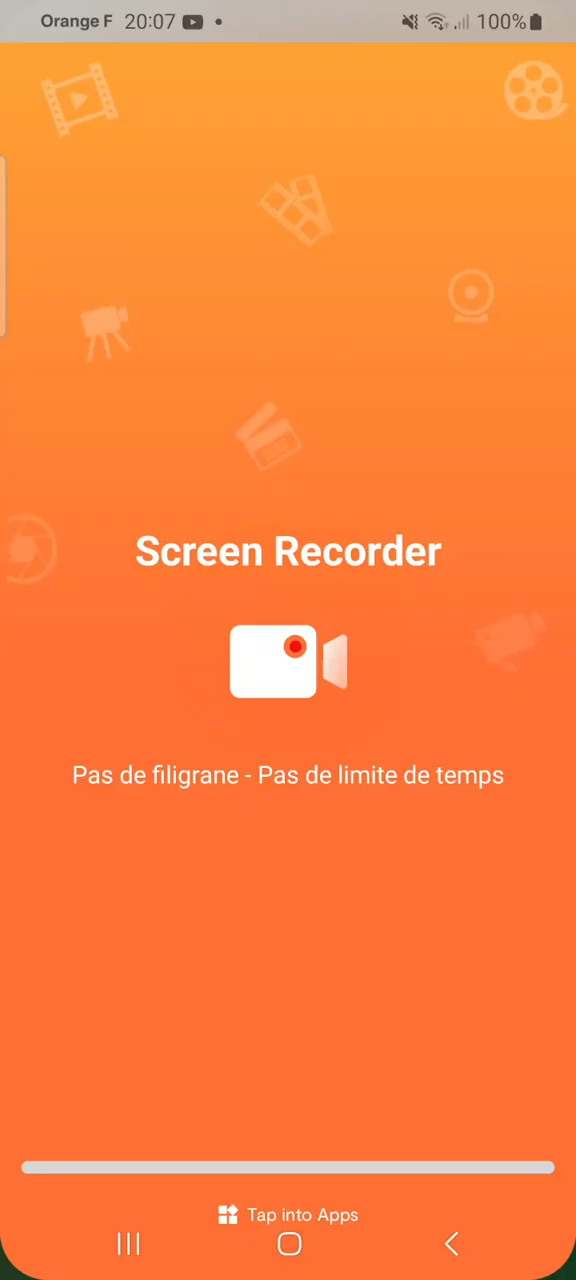 Orange F 20:07 100%
Screen Recorder
Pas de filigrane - Pas de limite de temps
Tap into Apps